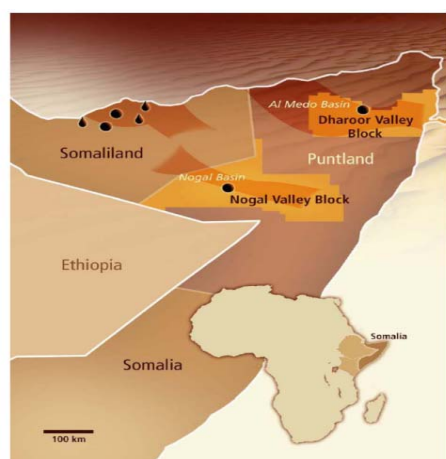 Al Medo Basin
Dharoor Valley
Block
Somaliland
Puntland
Nogal Basin
Nogal Valley Block
Ethiopia
Somalia
Somalia
100 km